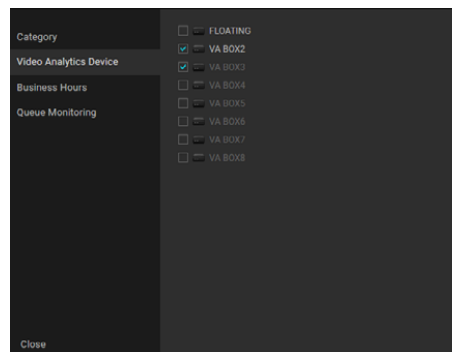 Category
Video Analytics Device
Business Hours
Queue Monitoring
FLOATING
VA BOX2
VA BOX3
VA BOX4
VA BOX5
VA BOX6
VA BOX7
VA BOX8
Close